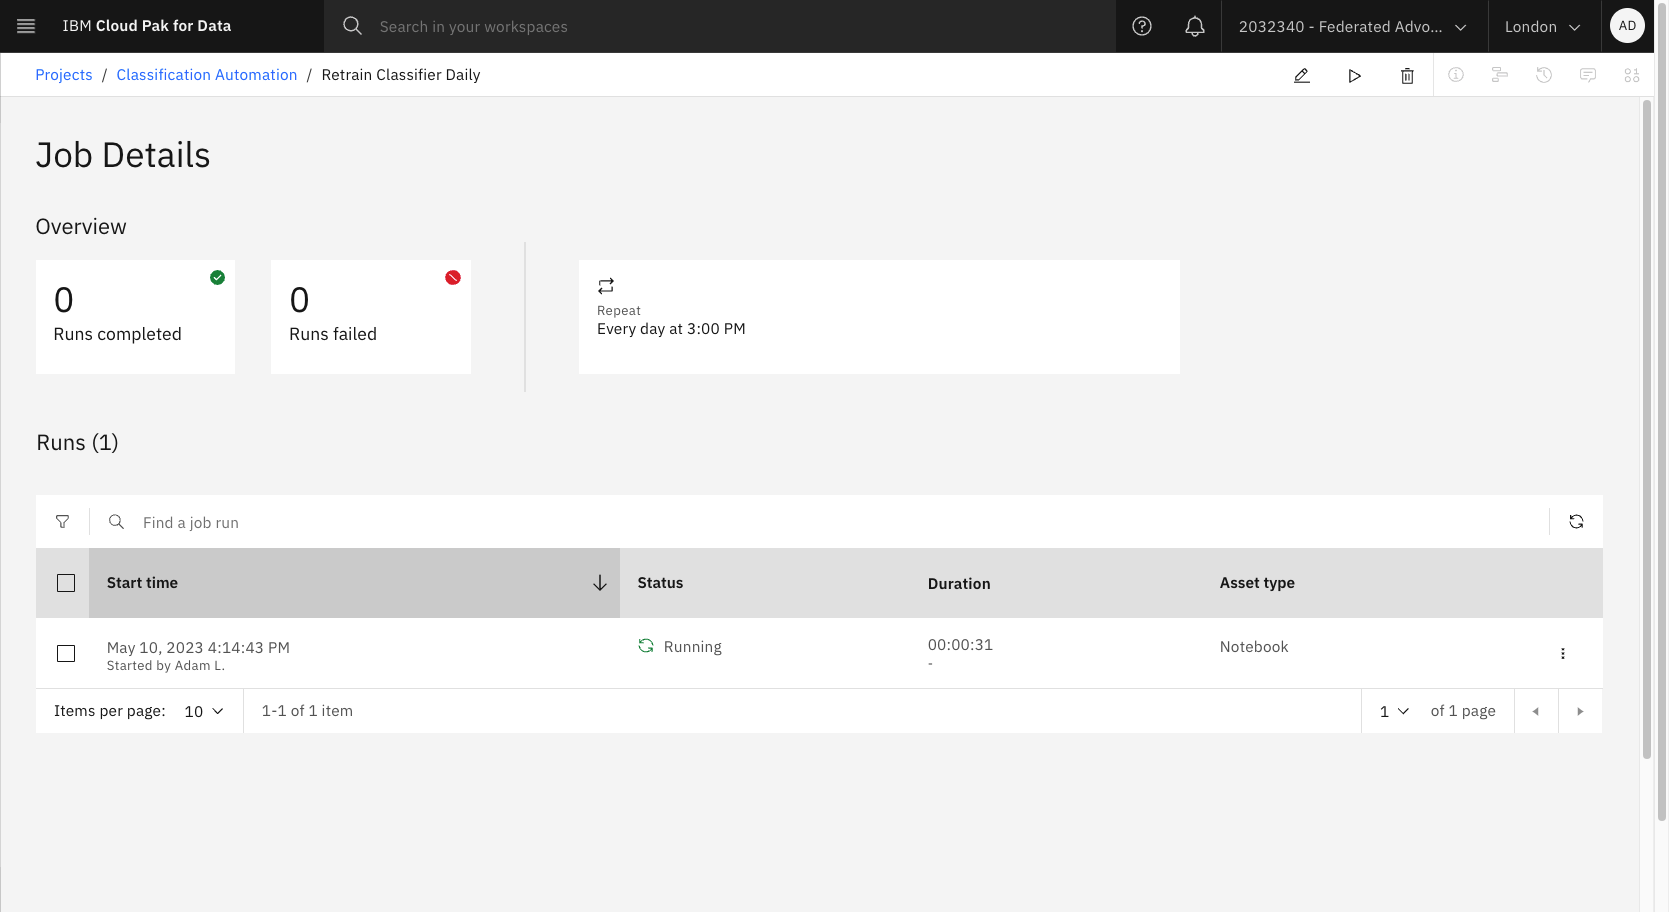 IBM Cloud Pak for Data
Search in your workspaces
2032340 - Federated Advo...
London
AD
Projects / Classification Automation / Retrain Classifier Daily
Job Details
Overview
0
Runs completed
0
Runs failed
Repeat
Every day at 3:00 PM
Runs (1)
Find a job run
Start time
Status
Duration
Asset type
May 10, 2023 4:14:43 PM
Started by Adam L.
Running
00:00:31
-
Notebook
Items per page: 10
1-1 of 1 item
1
of 1 page